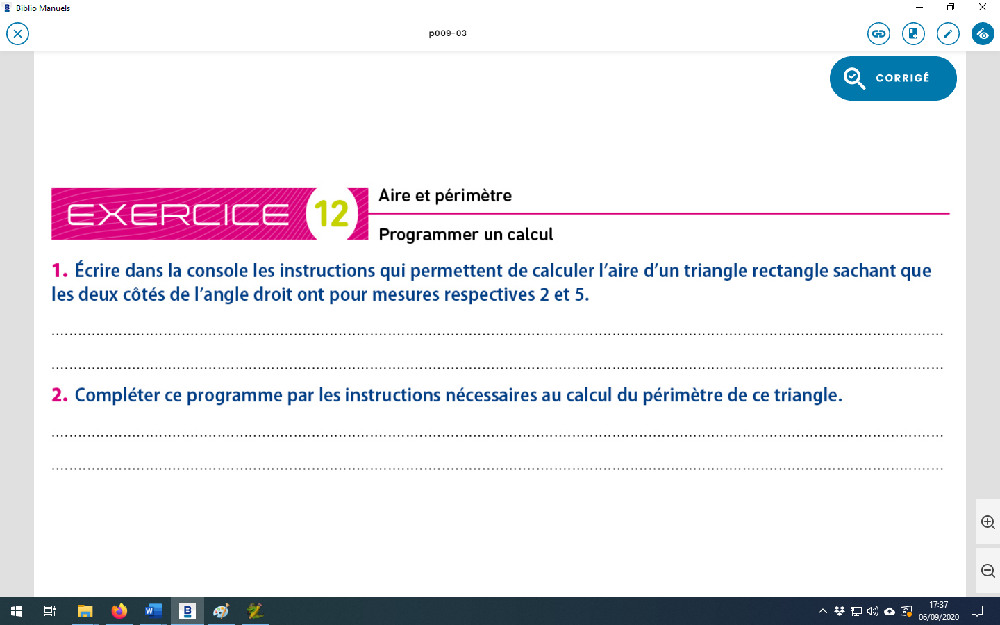 Biblio Manuels
p009-03
CORRIGÉ
EXERCICE 12
Aire et périmètre
Programmer un calcul
1. Écrire dans la console les instructions qui permettent de calculer l’aire d’un triangle rectangle sachant que
les deux côtés de l’angle droit ont pour mesures respectives 2 et 5.
2. Compléter ce programme par les instructions nécessaires au calcul du périmètre de ce triangle.
17:37
06/09/2020